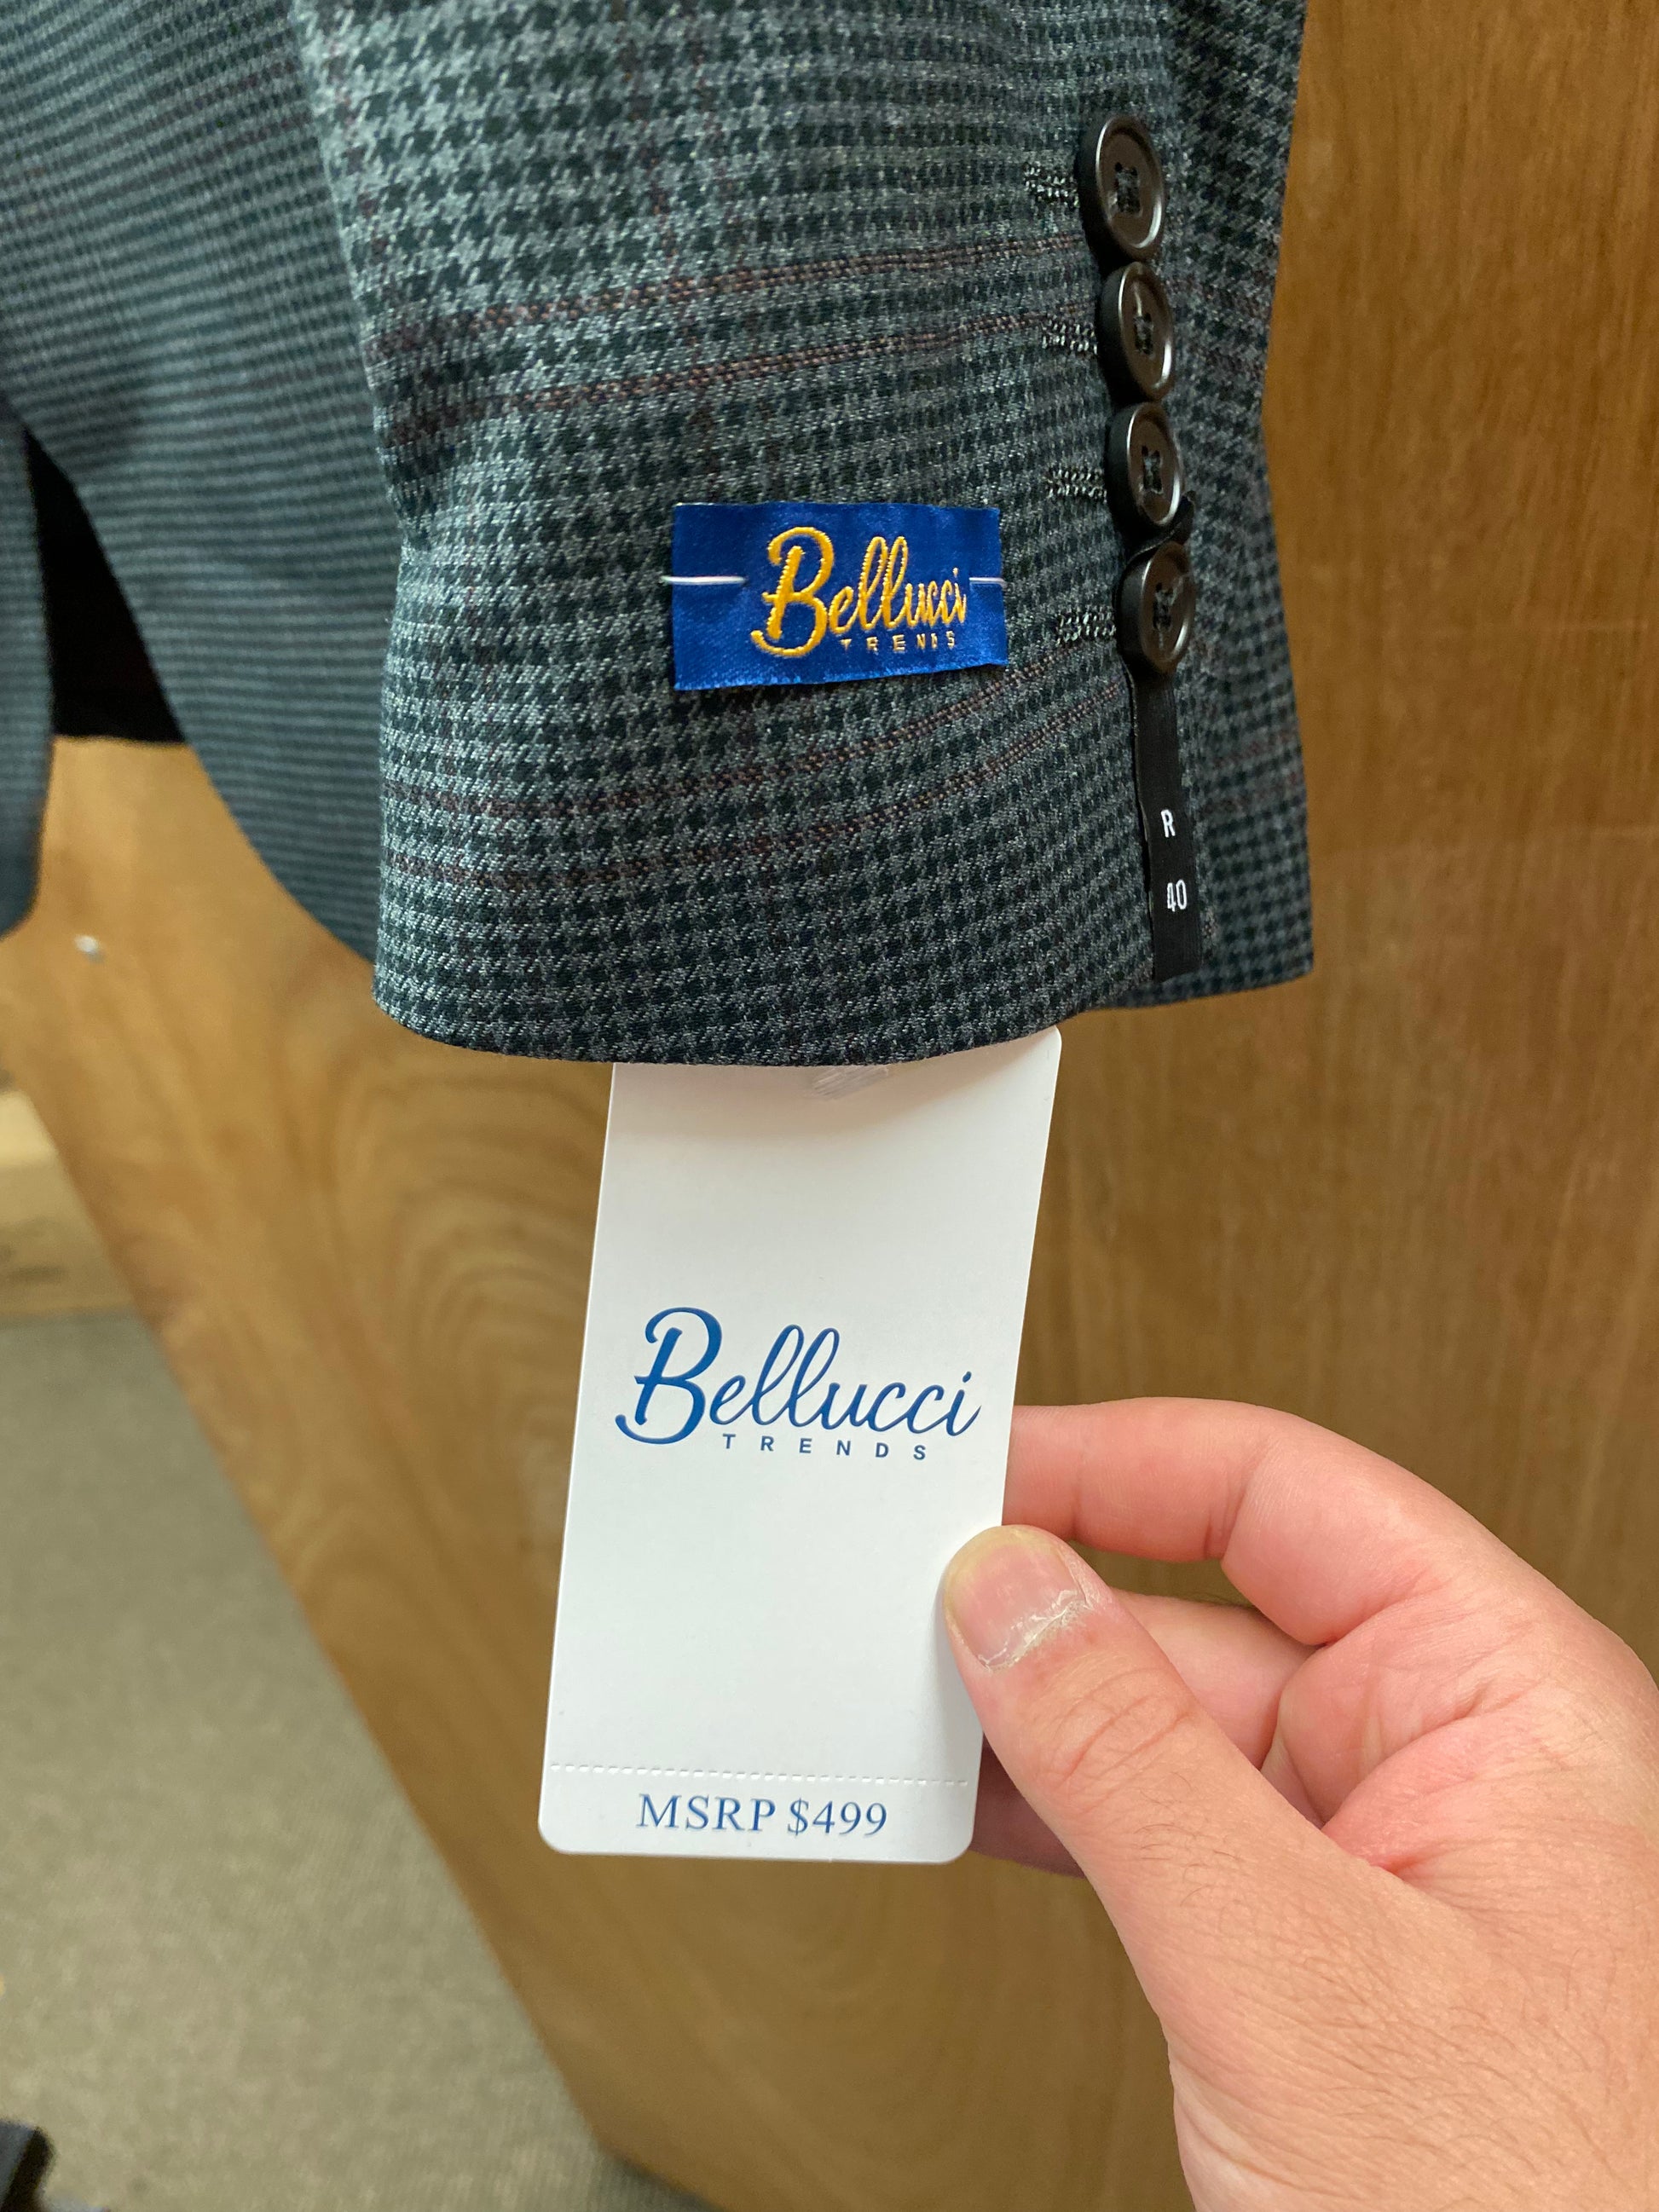 Bellucci
TRENDS
R
40
Bellucci
TRENDS
MSRP $499